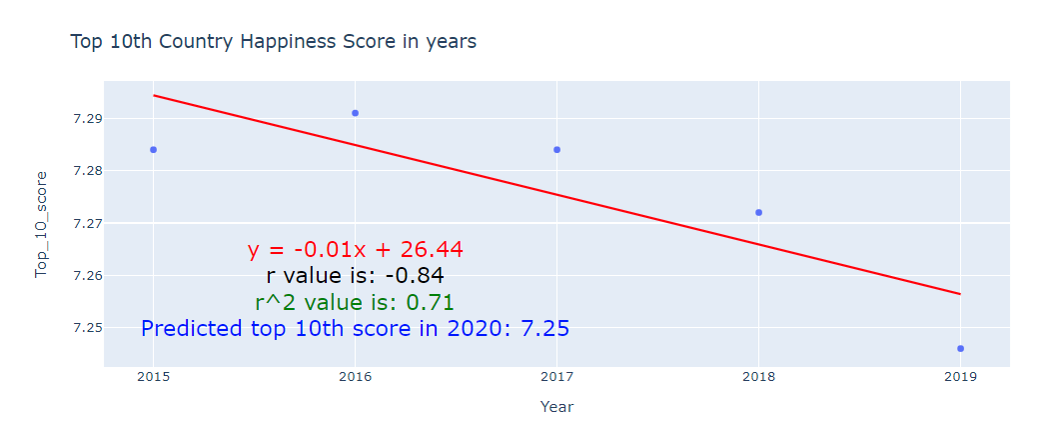 Top 10th Country Happiness Score in years
Top_10_score
7.29
7.28
7.27
7.26
7.25
y = -0.01x + 26.44
r value is: -0.84
r^2 value is: 0.71
Predicted top 10th score in 2020: 7.25
2015 2016 2017 2018 2019
Year